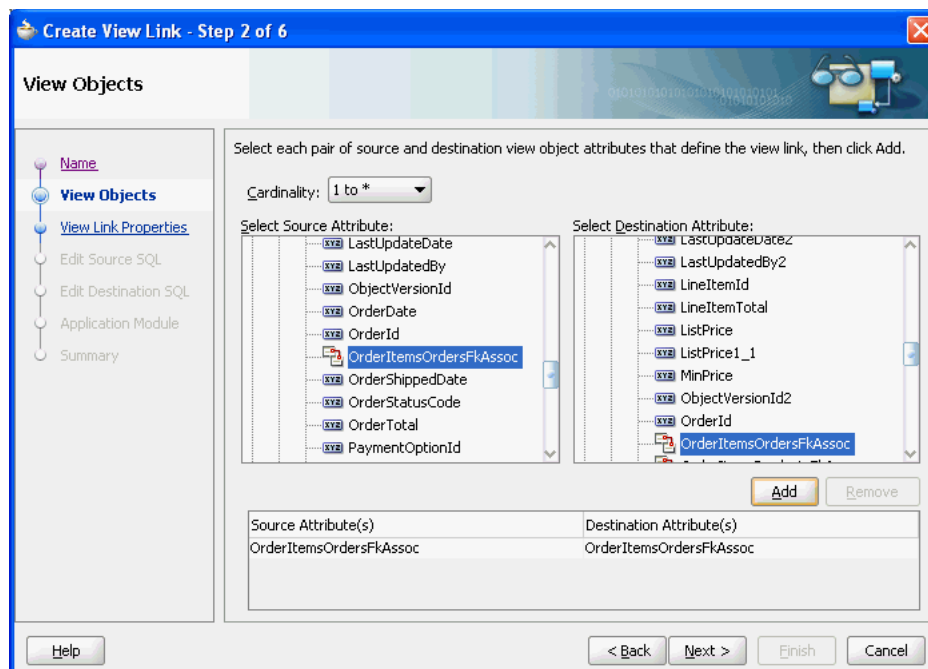 Create View Link - Step 2 of 6
View Objects
Name
View Objects
View Link Properties
Edit Source SQL
Edit Destination SQL
Application Module
Summary
Select each pair of source and destination view object attributes that define the view link, then click Add.
Cardinality: 1 to *
Select Source Attribute:
LastUpdateDate
LastUpdatedBy
ObjectVersionId
OrderDate
OrderId
OrderItemsOrdersFkAssoc
OrderShippedDate
OrderStatusCode
OrderTotal
PaymentOptionId
Select Destination Attribute:
LastUpdateDate2
LastUpdatedBy2
LineItemId
LineItemTotal
ListPrice
ListPrice1_1
MinPrice
ObjectVersionId2
OrderId
OrderItemsOrdersFkAssoc
Add Remove
Source Attribute(s) Destination Attribute(s)
OrderItemsOrdersFkAssoc OrderItemsOrdersFkAssoc
Help < Back Next > Finish Cancel